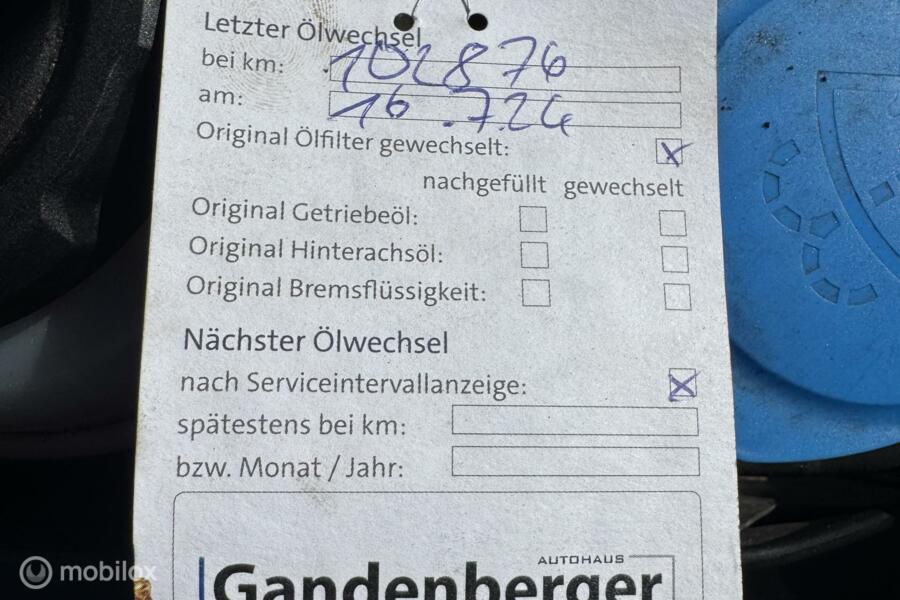 Letzter Ölwechsel
bei km: 102876
am: 16.7.24
Original Ölfilter gewechselt: X
nachgefüllt gewechselt
Original Getriebeöl:
Original Hinterachsöl:
Original Bremsflüssigkeit:
Nächster Ölwechsel
nach Serviceintervallanzeige: X
spätestens bei km:
bzw. Monat / Jahr:
AUTOHAUS
Gandenberger
mobilox